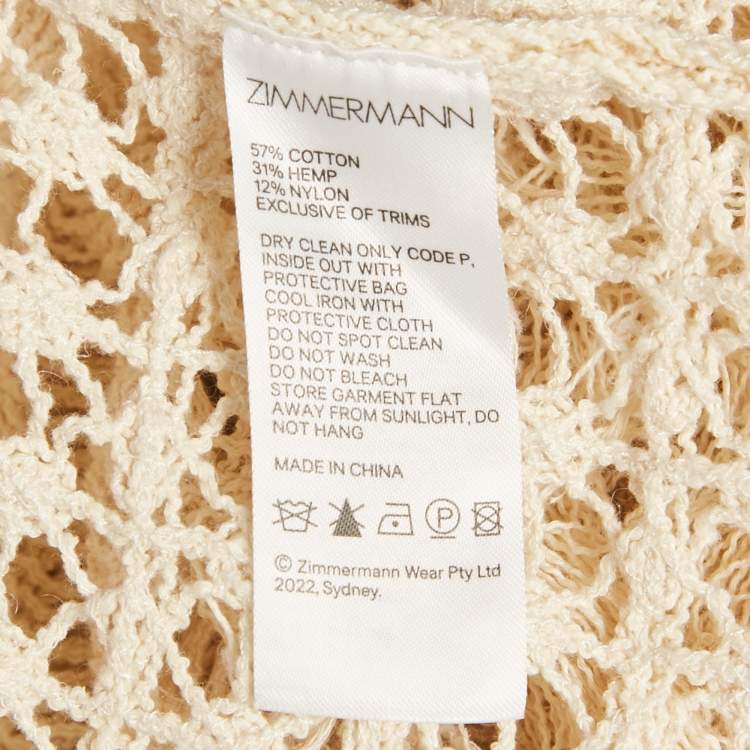 ZIMMERMANN
57% COTTON
31% HEMP
12% NYLON
EXCLUSIVE OF TRIMS
DRY CLEAN ONLY CODE P,
INSIDE OUT WITH
PROTECTIVE BAG
COOL IRON WITH
PROTECTIVE CLOTH
DO NOT SPOT CLEAN
DO NOT WASH
DO NOT BLEACH
STORE GARMENT FLAT
AWAY FROM SUNLIGHT, DO
NOT HANG
MADE IN CHINA
P
© Zimmermann Wear Pty Ltd
2022, Sydney.